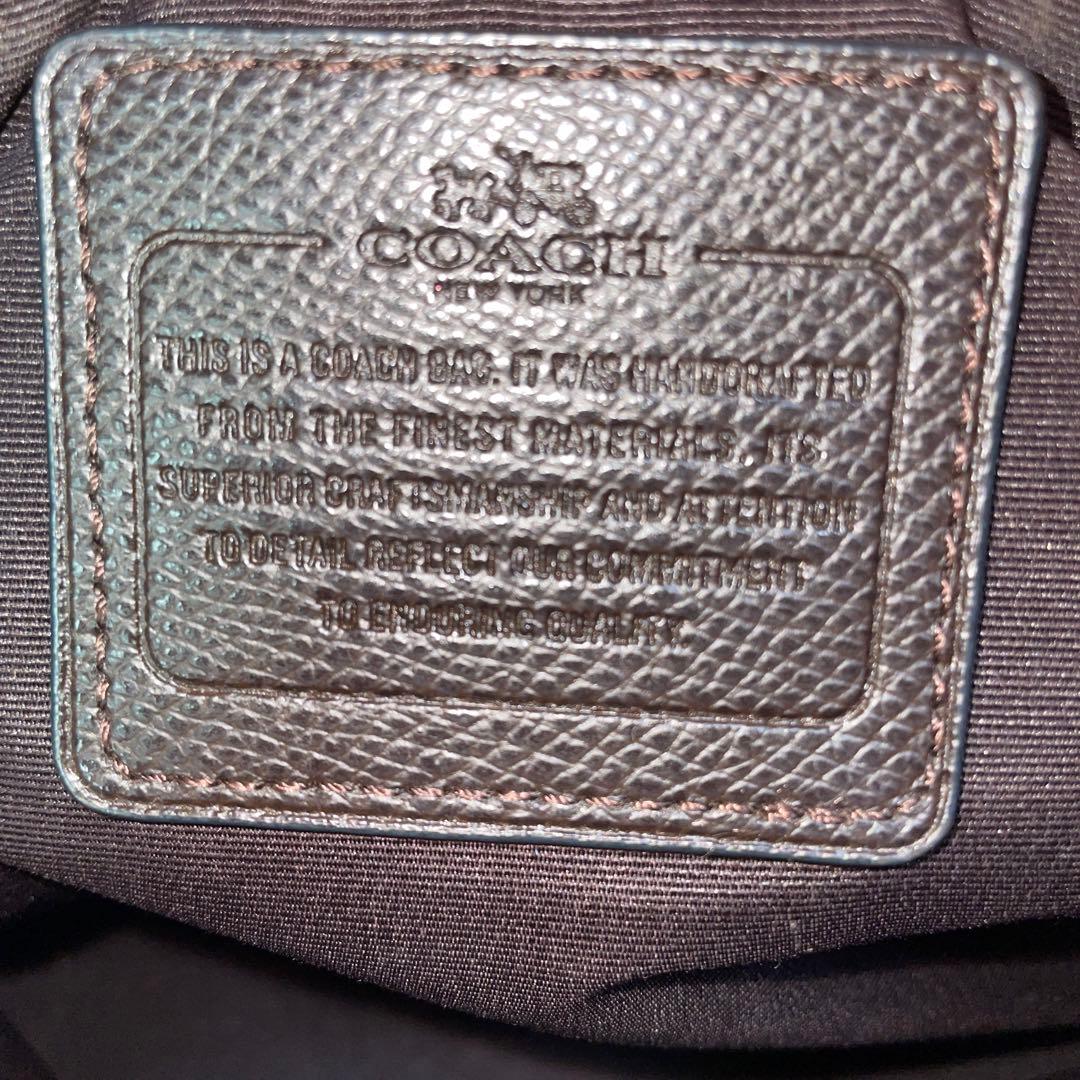 COACH
NEW YORK
THIS IS A COACH BAG. IT WAS HANDCRAFTED
FROM THE FINEST MATERIALS. ITS
SUPERIOR CRAFTSMANSHIP AND ATTENTION
TO DETAIL REFLECT OUR COMMITMENT
TO ENDURING QUALITY.